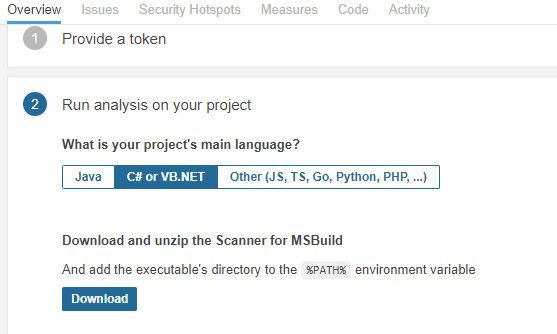 Overview Issues Security Hotspots Measures Code Activity
1 Provide a token
2 Run analysis on your project
What is your project's main language?
Java C# or VB.NET Other (JS, TS, Go, Python, PHP, ...)
Download and unzip the Scanner for MSBuild
And add the executable's directory to the %PATH% environment variable
Download